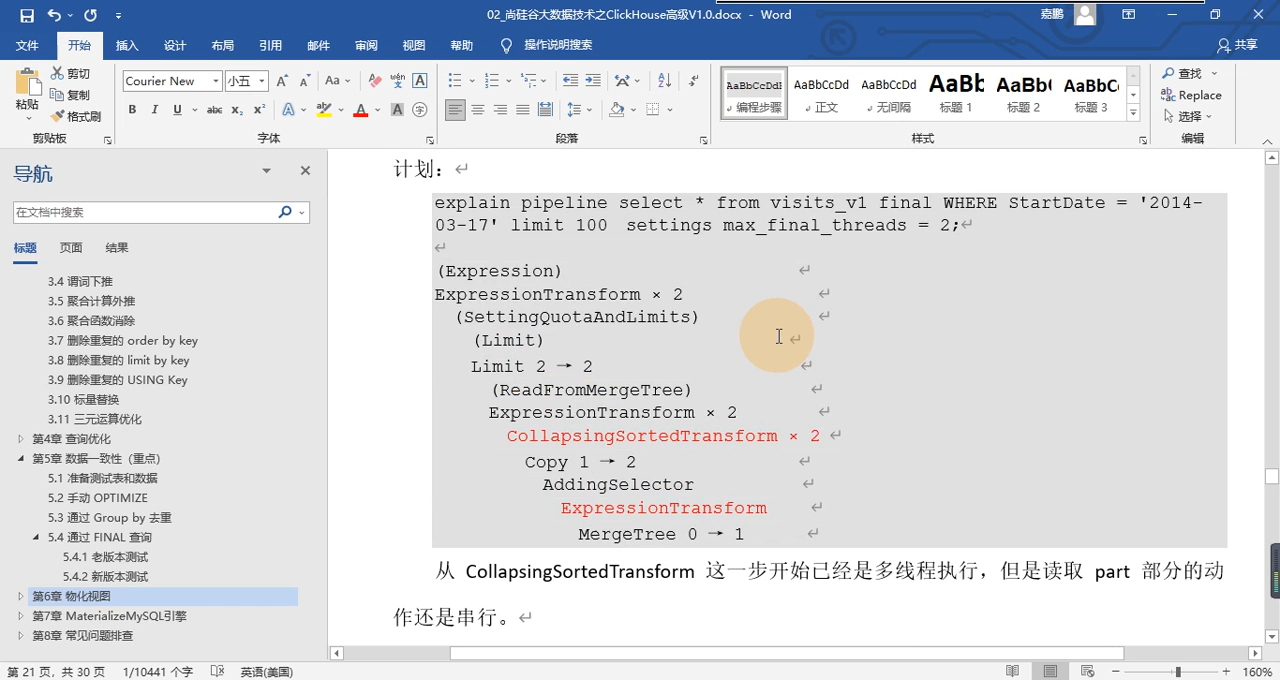 02_尚硅谷大数据技术之ClickHouse高级V1.0.docx - Word
嘉鹏
文件 开始 插入 设计 布局 引用 邮件 审阅 视图 帮助 操作说明搜索 共享
粘贴 剪切 复制 格式刷
剪贴板
Courier New 小五
字体
段落
AaBbCcDdE AaBbCcDd AaBbCcDd AaBb AaBb( AaBbC
编程步骤 正文 无间隔 标题 1 标题 2 标题 3
样式
查找
Replace
选择
编辑
导航
在文档中搜索
标题 页面 结果
3.4 谓词下推
3.5 聚合计算外推
3.6 聚合函数消除
3.7 删除重复的 order by key
3.8 删除重复的 limit by key
3.9 删除重复的 USING Key
3.10 标量替换
3.11 三元运算优化
第4章 查询优化
第5章 数据一致性（重点）
5.1 准备测试表和数据
5.2 手动 OPTIMIZE
5.3 通过 Group by 去重
5.4 通过 FINAL 查询
5.4.1 老版本测试
5.4.2 新版本测试
第6章 物化视图
第7章 MaterializeMySQL引擎
第8章 常见问题排查
计划：
explain pipeline select * from visits_v1 final WHERE StartDate = '2014-
03-17' limit 100  settings max_final_threads = 2;
(Expression)
ExpressionTransform × 2
(SettingQuotaAndLimits)
(Limit)
Limit 2 → 2
(ReadFromMergeTree)
ExpressionTransform × 2
CollapsingSortedTransform × 2
Copy 1 → 2
AddingSelector
ExpressionTransform
MergeTree 0 → 1
从 CollapsingSortedTransform 这一步开始已经是多线程执行，但是读取 part 部分的动
作还是串行。
第 21 页，共 30 页 1/10441 个字 英语(美国) 160%